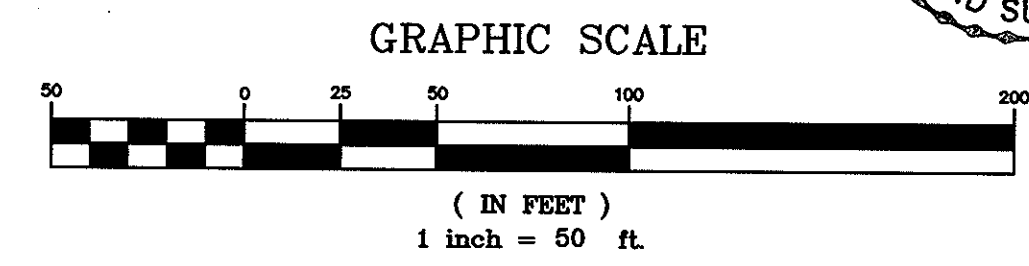 GRAPHIC SCALE
50 0 25 50 100 200
( IN FEET )
1 inch = 50 ft.